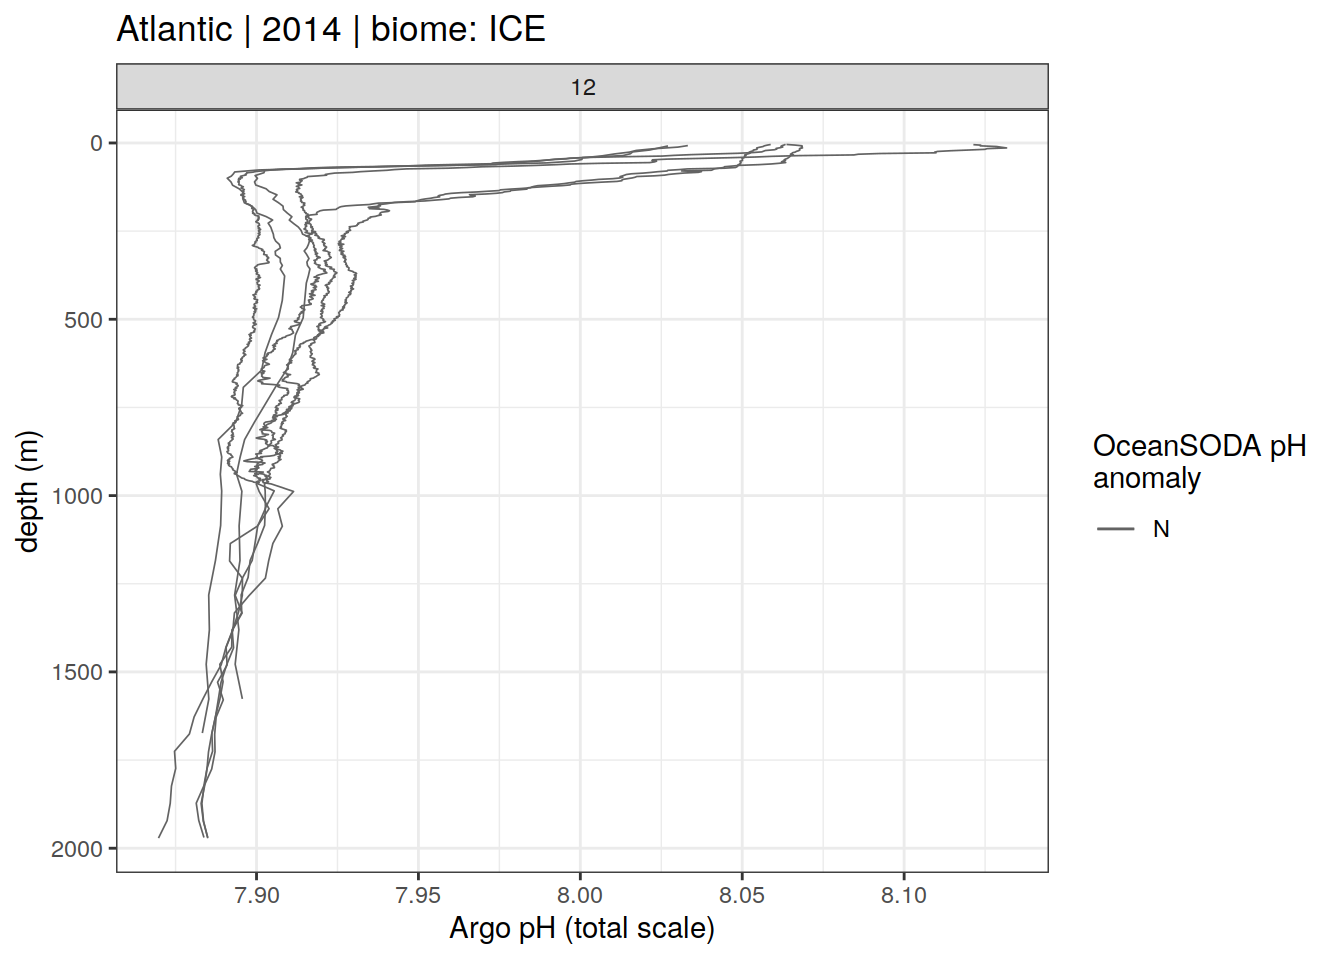 Atlantic | 2014 | biome: ICE
12
0
500
1000
1500
2000
depth (m)
7.90
7.95
8.00
8.05
8.10
Argo pH (total scale)
OceanSODA pH
anomaly
N